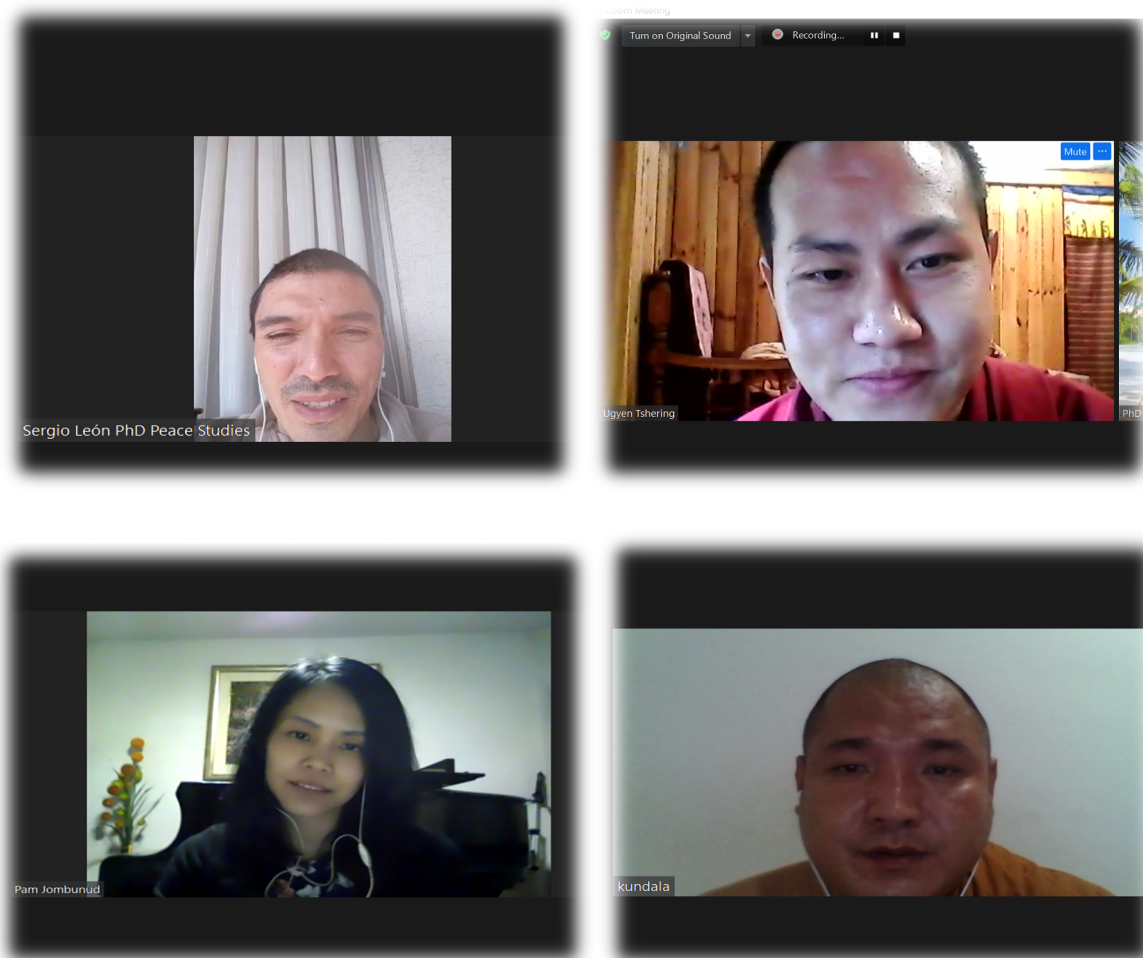 Zoom Meeting
Turn on Original Sound
Recording...
Mute
Sergio León PhD Peace Studies
Ugyen Tshering
PhD
Pam Jombunud
kundala